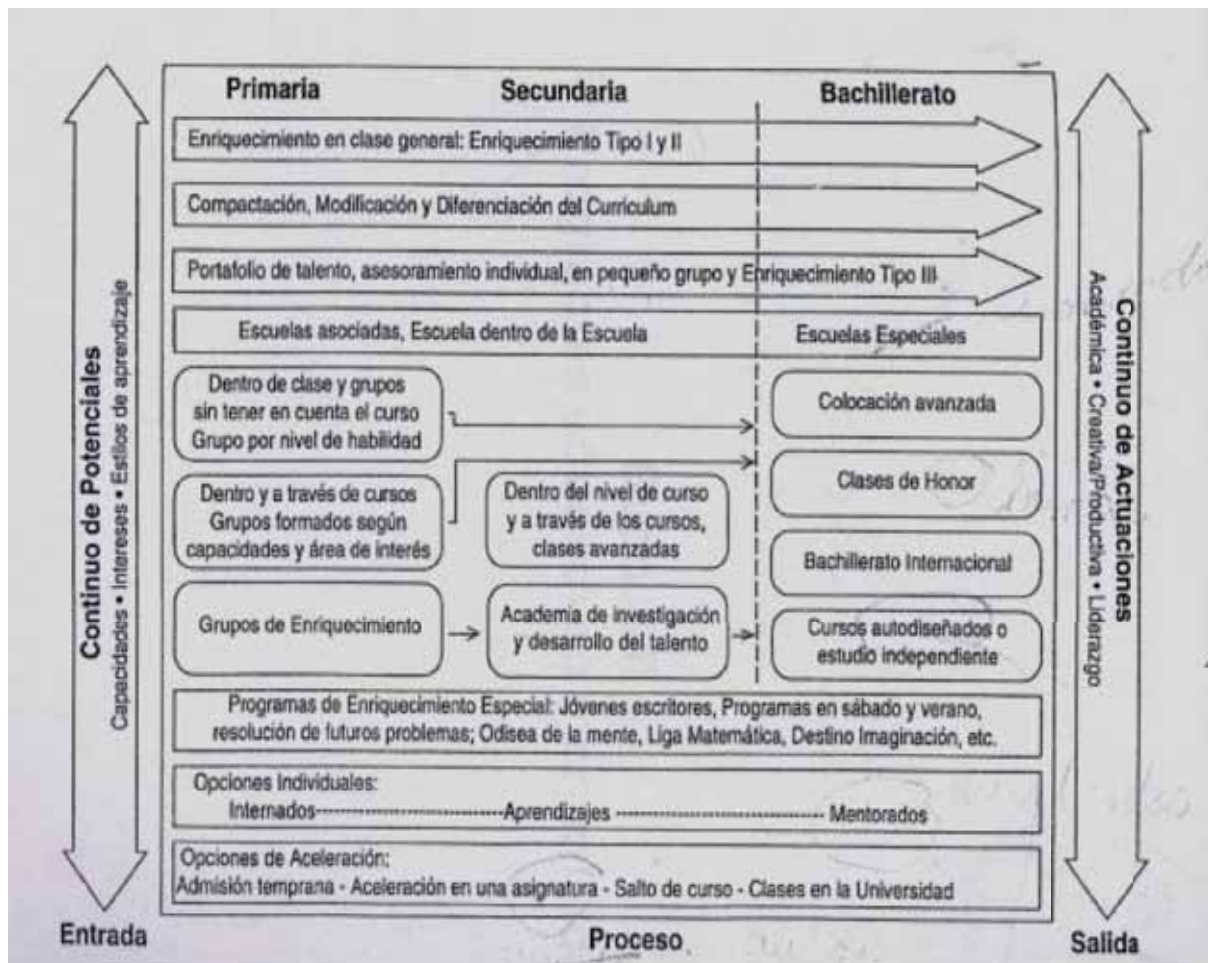 Primaria
Secundaria
Bachillerato
Enriquecimiento en clase general: Enriquecimiento Tipo I y II
Compactación, Modificación y Diferenciación del Curriculum
Portafolio de talento, asesoramiento individual, en pequeño grupo y Enriquecimiento Tipo III
Escuelas asociadas, Escuela dentro de la Escuela
Escuelas Especiales
Dentro de clase y grupos
sin tener en cuenta el curso
Grupo por nivel de habilidad
Colocación avanzada
Dentro y a través de cursos
Grupos formados según
capacidades y área de interés
Dentro del nivel de curso
y a través de los cursos,
clases avanzadas
Clases de Honor
Bachillerato Internacional
Grupos de Enriquecimiento
Academia de investigación
y desarrollo del talento
Cursos autodiseñados o
estudio independiente
Programas de Enriquecimiento Especial: Jóvenes escritores, Programas en sábado y verano,
resolución de futuros problemas; Odisea de la mente, Liga Matemática, Destino Imaginación, etc.
Opciones Individuales:
Internados Aprendizajes Mentorados
Opciones de Aceleración:
Admisión temprana - Aceleración en una asignatura - Salto de curso - Clases en la Universidad
Continuo de Potenciales
Capacidades • Intereses • Estilos de aprendizaje
Continuo de Actuaciones
Académica • Creativa/Productiva • Liderazgo
Entrada
Proceso
Salida